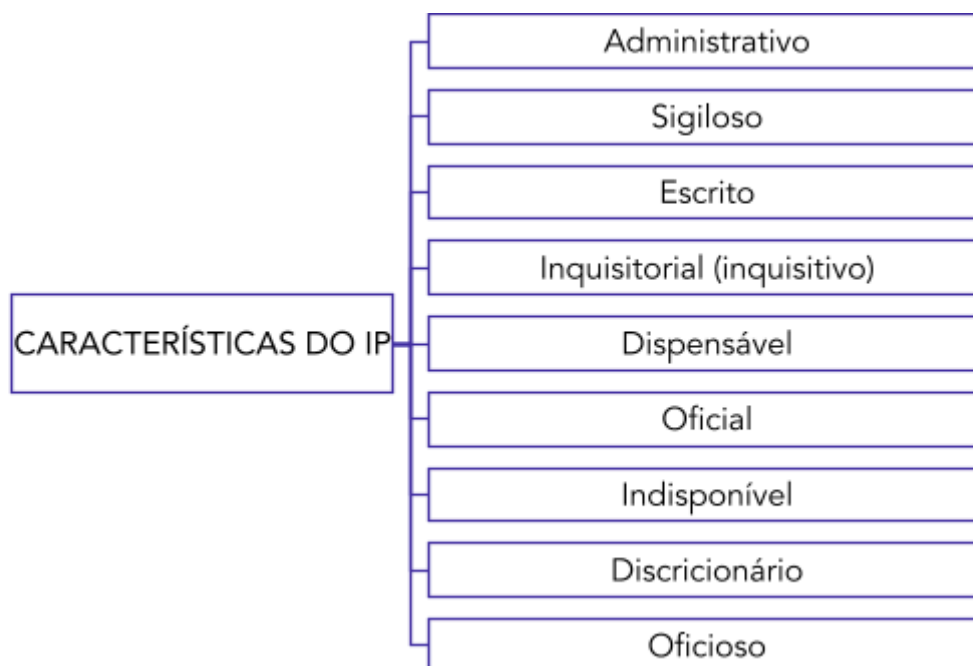 CARACTERÍSTICAS DO IP
Administrativo
Sigiloso
Escrito
Inquisitorial (inquisitivo)
Dispensável
Oficial
Indisponível
Discricionário
Oficioso